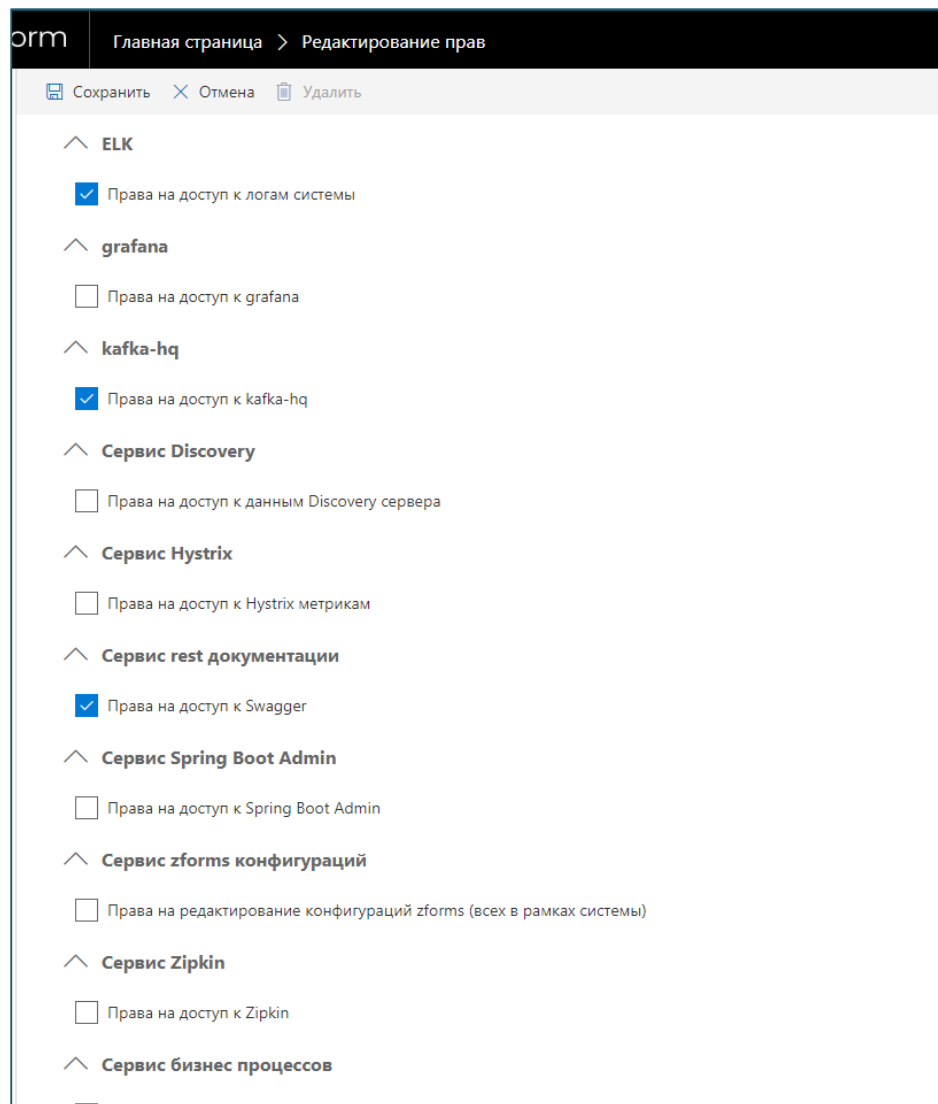 orm
Главная страница > Редактирование прав
Сохранить Отмена Удалить
ELK
Права на доступ к логам системы
grafana
Права на доступ к grafana
kafka-hq
Права на доступ к kafka-hq
Сервис Discovery
Права на доступ к данным Discovery сервера
Сервис Hystrix
Права на доступ к Hystrix метрикам
Сервис rest документации
Права на доступ к Swagger
Сервис Spring Boot Admin
Права на доступ к Spring Boot Admin
Сервис zforms конфигураций
Права на редактирование конфигураций zforms (всех в рамках системы)
Сервис Zipkin
Права на доступ к Zipkin
Сервис бизнес процессов